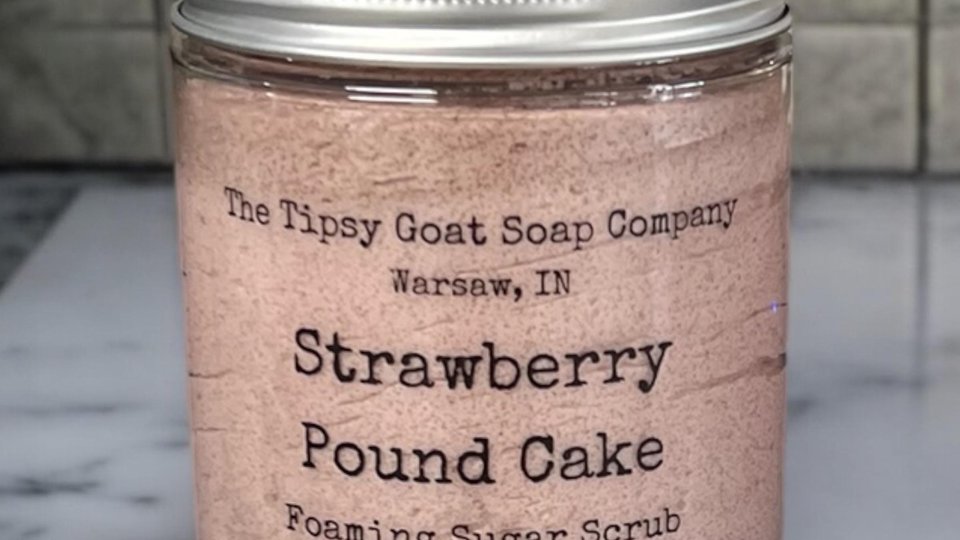 The Tipsy Goat Soap Company
Warsaw, IN
Strawberry
Pound Cake
Foaming Sugar Scrub